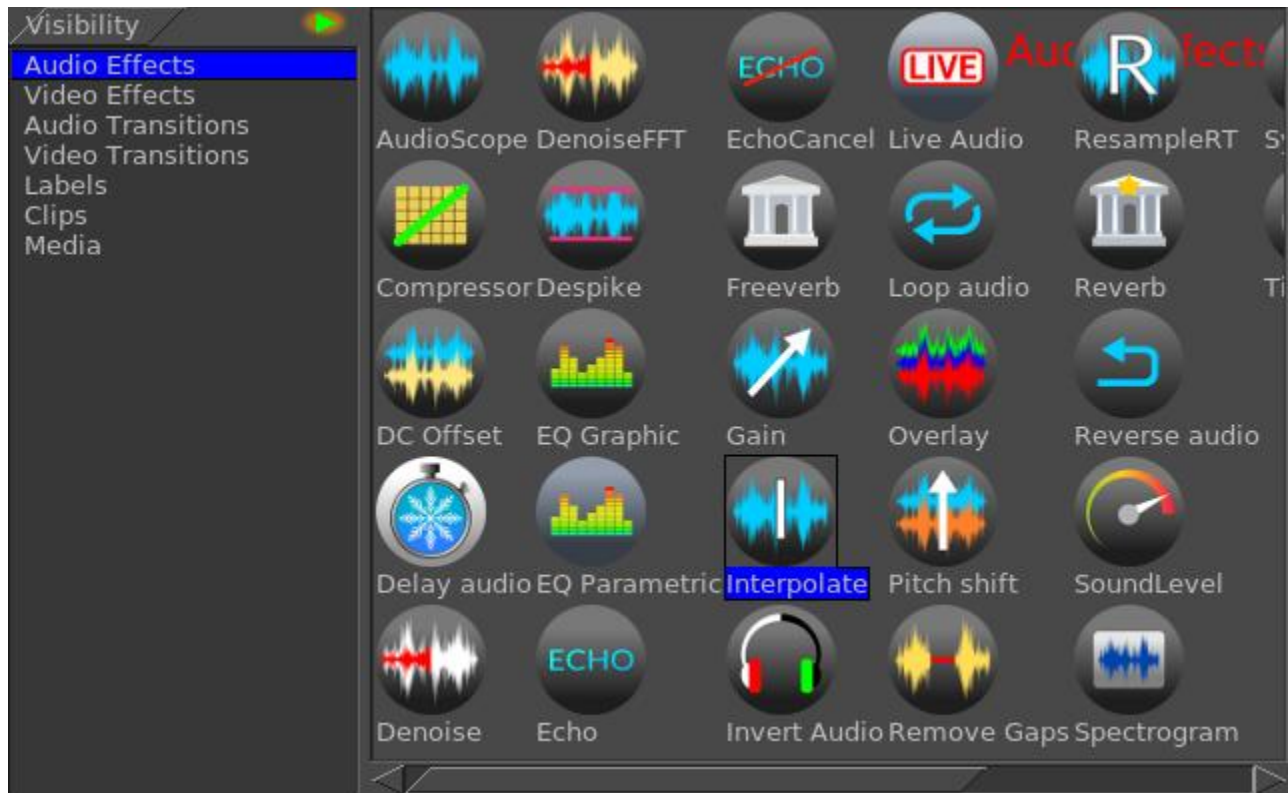 Visibility
Audio Effects
Video Effects
Audio Transitions
Video Transitions
Labels
Clips
Media
ECHO LIVE R
AudioScope DenoiseFFT EchoCancel Live Audio ResampleRT
Compressor Despike Freeverb Loop audio Reverb
DC Offset EQ Graphic Gain Overlay Reverse audio
Delay audio EQ Parametric Interpolate Pitch shift SoundLevel
ECHO
Denoise Echo Invert Audio Remove Gaps Spectrogram